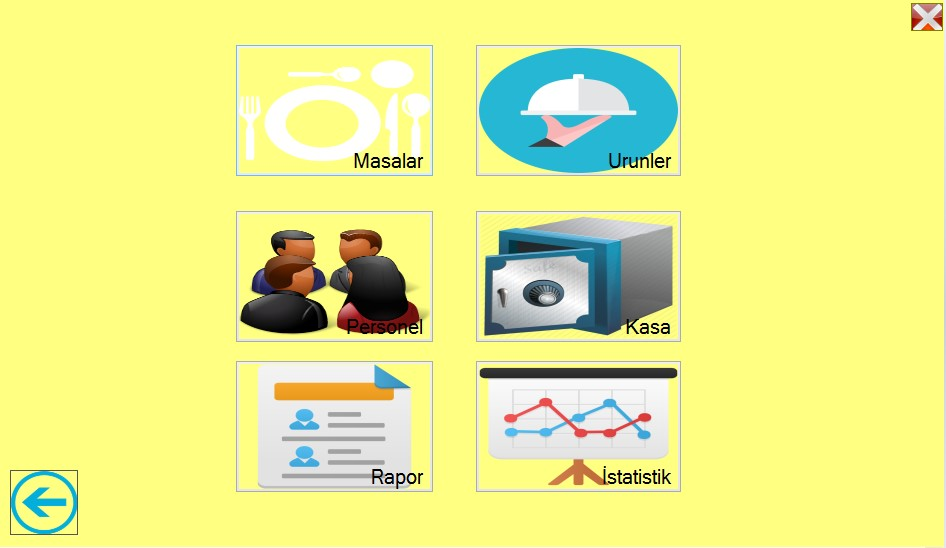 Masalar
Urunler
Personel
Kasa
Rapor
İstatistik